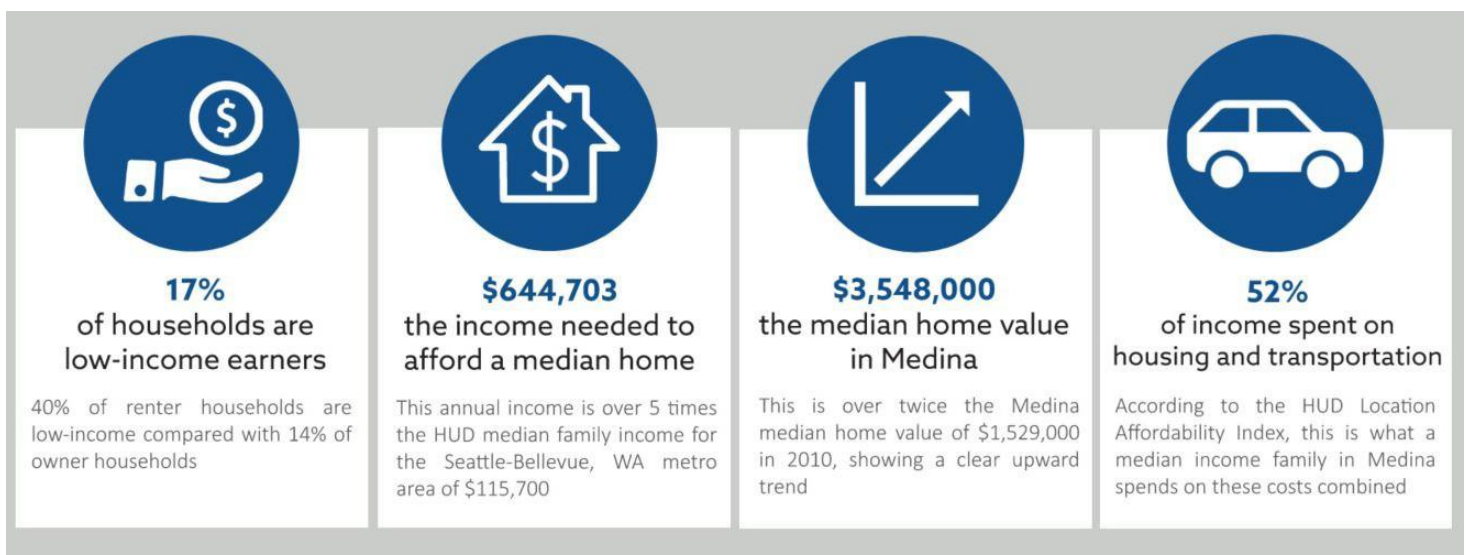 $
17%
of households are
low-income earners
40% of renter households are
low-income compared with 14% of
owner households
$
$644,703
the income needed to
afford a median home
This annual income is over 5 times
the HUD median family income for
the Seattle-Bellevue, WA metro
area of $115,700
$3,548,000
the median home value
in Medina
This is over twice the Medina
median home value of $1,529,000
in 2010, showing a clear upward
trend
52%
of income spent on
housing and transportation
According to the HUD Location
Affordability Index, this is what a
median income family in Medina
spends on these costs combined